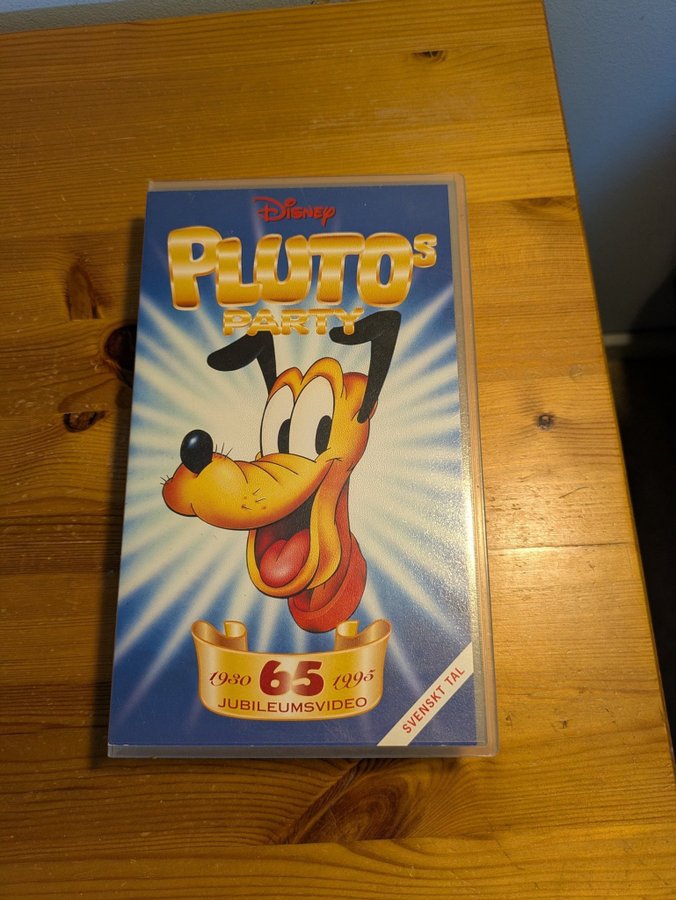 Disney
PLUTOs
PARTY
1930 65 1995
JUBILEUMSVIDEO
SVENSKT TAL